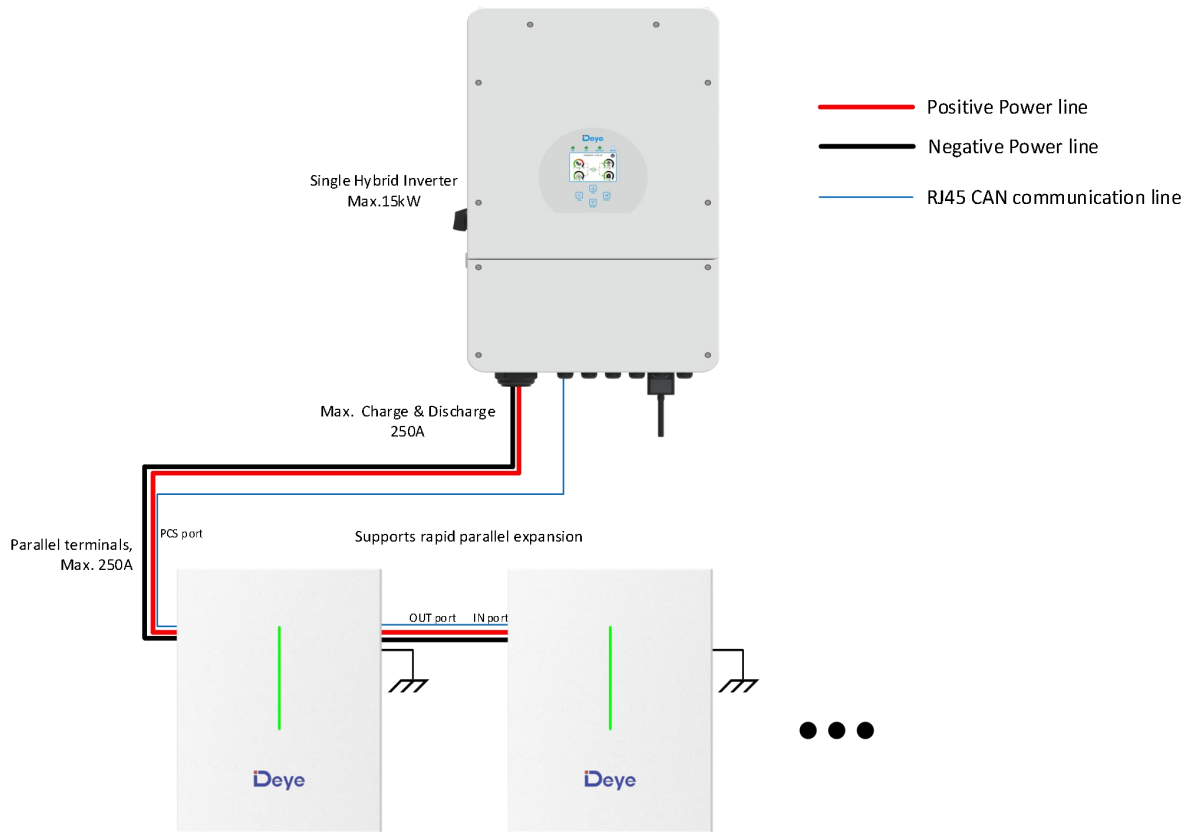 Deye
Single Hybrid Inverter
Max.15kW
Positive Power line
Negative Power line
RJ45 CAN communication line
Max. Charge & Discharge
250A
PCS port
Parallel terminals,
Max. 250A
Supports rapid parallel expansion
OUT port
IN port
Deye
Deye